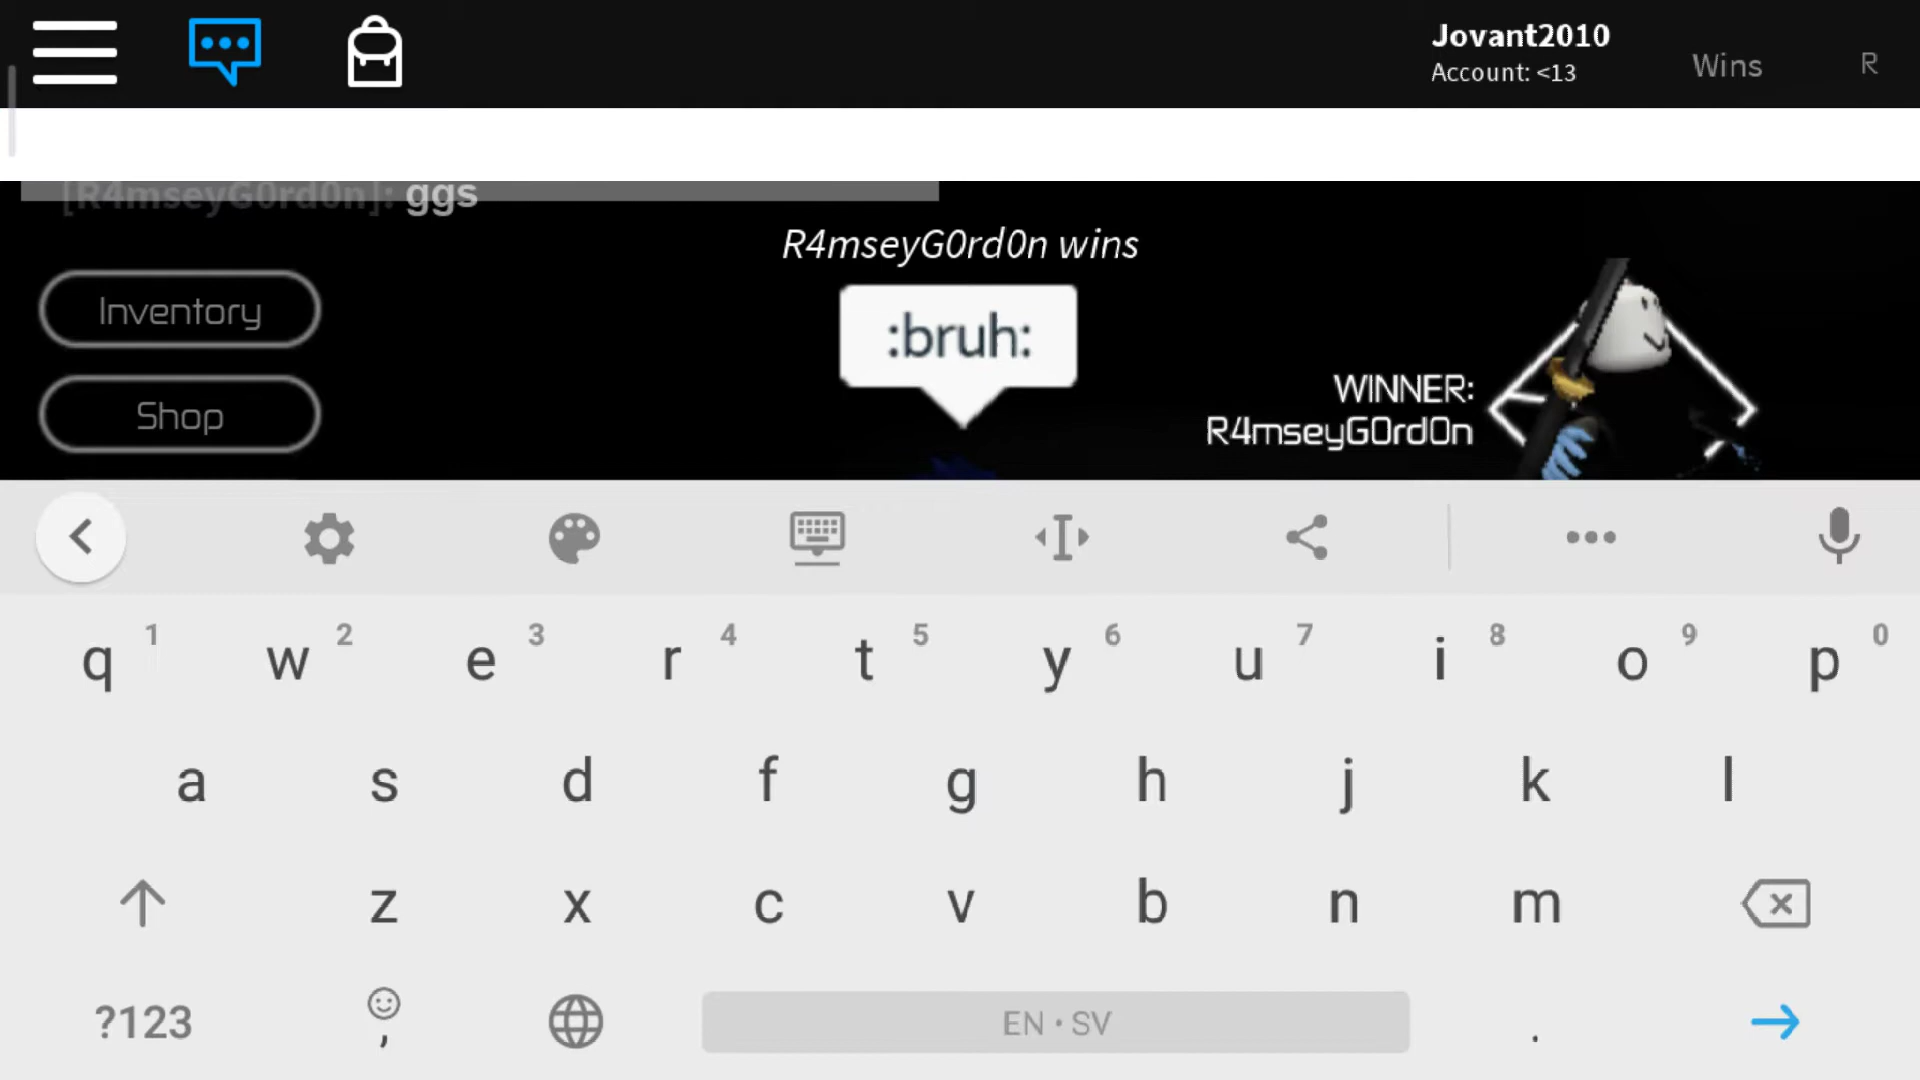 Jovant2010
Account: <13
Wins
R
[R4mseyG0rd0n]: ggs
R4mseyG0rd0n wins
:bruh:
Inventory
Shop
WINNER:
R4mseyG0rd0n
q 1 w 2 e 3 r 4 t 5 y 6 u 7 i 8 o 9 p 0
a s d f g h j k l
z x c v b n m
?123 , EN • SV .